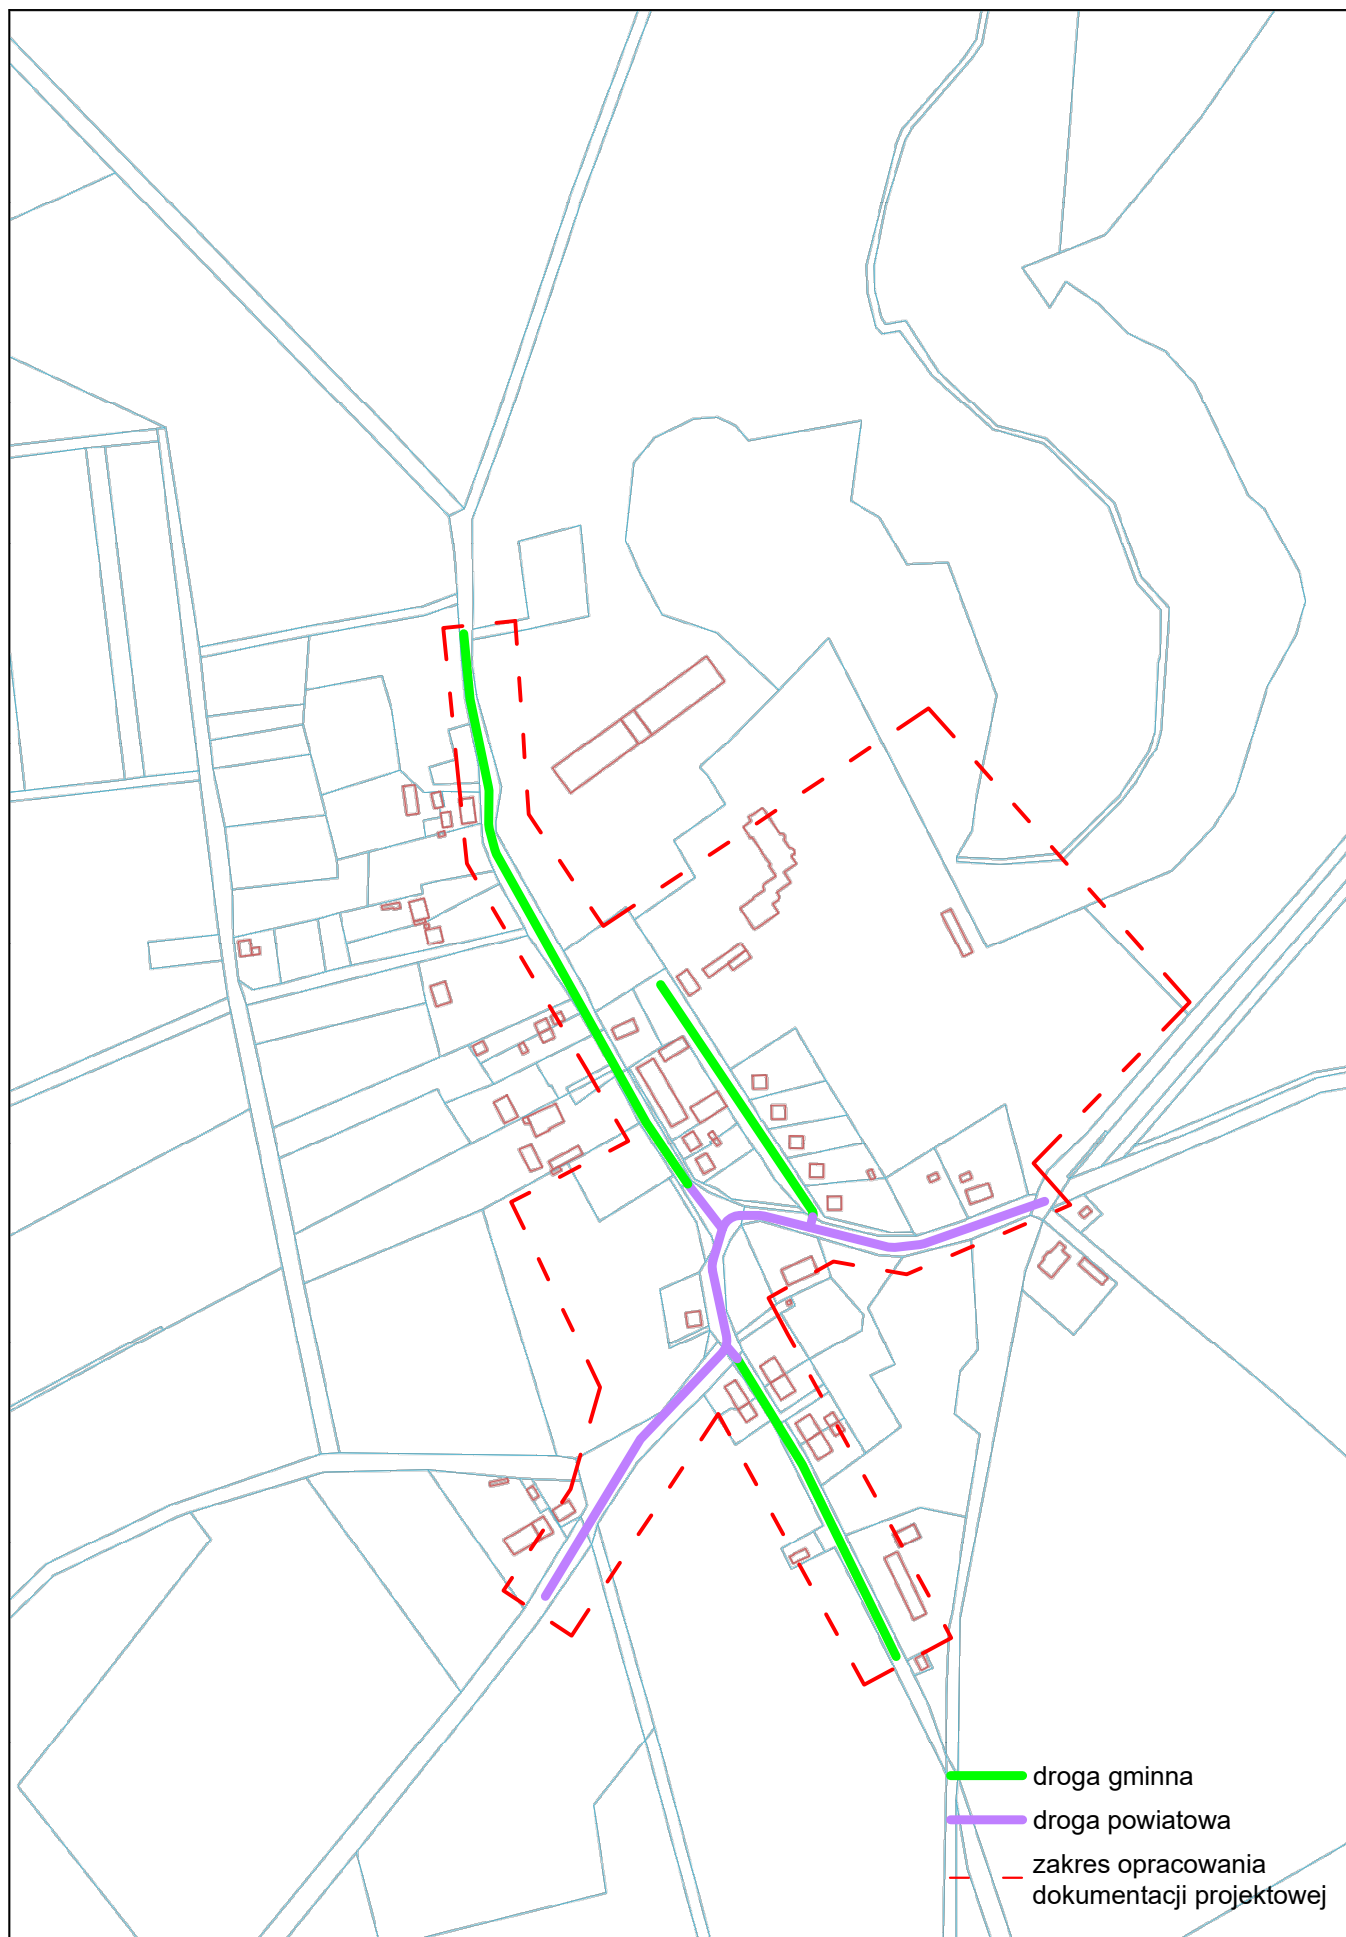 droga gminna
droga powiatowa
zakres opracowania
dokumentacji projektowej